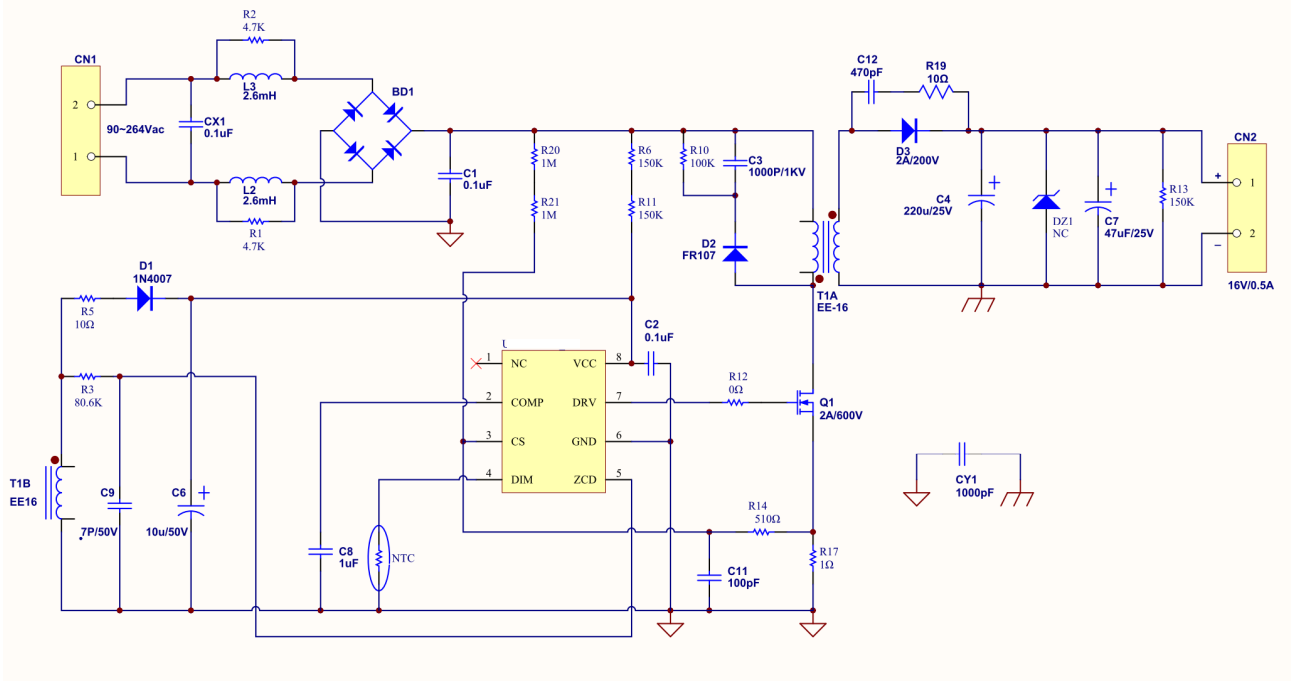 R2
4.7K
CN1
2
1
90~264Vac
CX1
0.1uF
L3
2.6mH
L2
2.6mH
R1
4.7K
BD1
C1
0.1uF
R20
1M
R21
1M
R6
150K
R11
150K
R10
100K
C3
1000P/1KV
D2
FR107
T1A
EE-16
C12
470pF
R19
10Ω
D3
2A/200V
C4
220u/25V
+
DZ1
NC
C7
47uF/25V
+
R13
150K
CN2
+
1
2
–
16V/0.5A
D1
1N4007
R5
10Ω
R3
80.6K
T1B
EE16
C9
7P/50V
C6
+
10u/50V
C8
1uF
NTC
1
NC
2
COMP
3
CS
4
DIM
VCC
8
DRV
7
GND
6
ZCD
5
C2
0.1uF
R12
0Ω
Q1
2A/600V
R14
510Ω
R17
1Ω
C11
100pF
CY1
1000pF